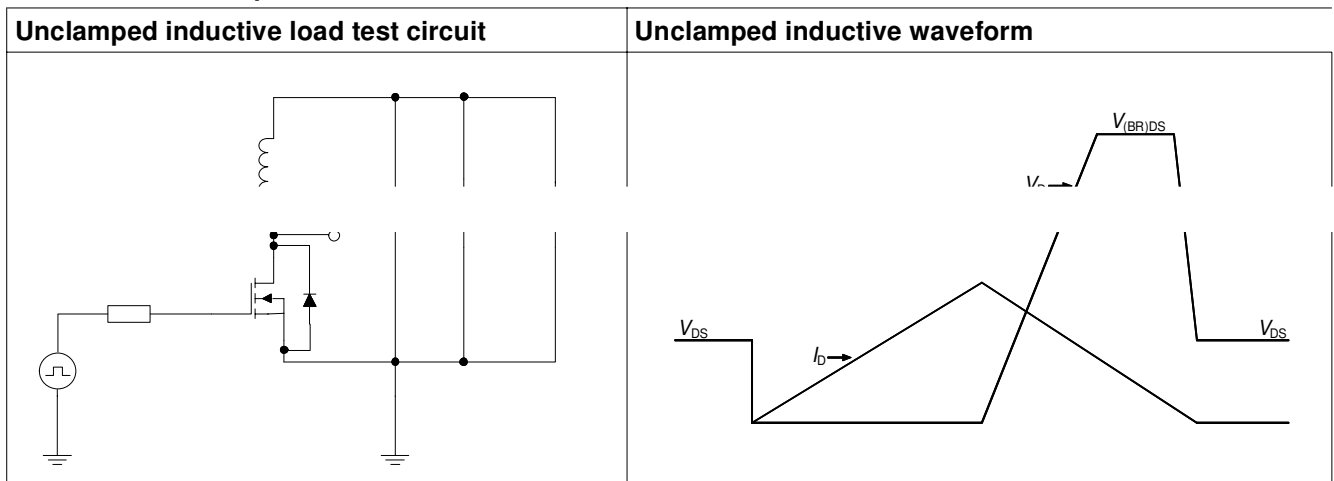 Unclamped inductive load test circuit
Unclamped inductive waveform
V(BR)DS
VDS
ID
VDS